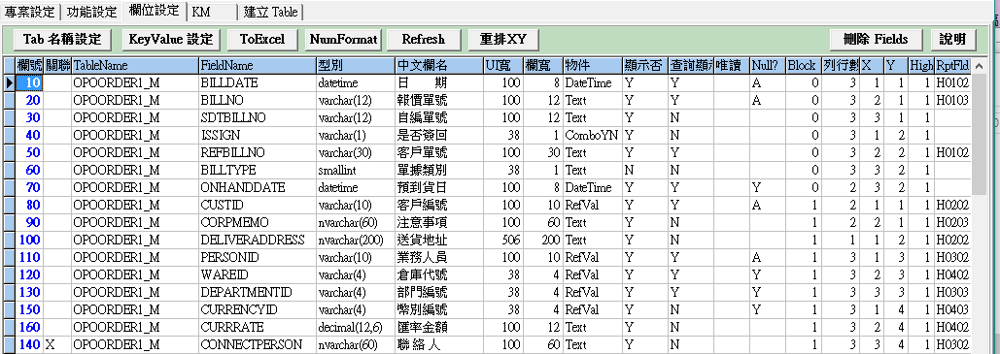 專案設定 功能設定 欄位設定 KM 建立 Table
Tab 名稱設定 KeyValue 設定 ToExcel NumFormat Refresh 重排XY 刪除 Fields 說明
欄號 關聯 TableName FieldName 型別 中文欄名 UI寬 欄寬 物件 顯示否 查詢顯 唯讀 Null? Block 列行數 X Y High RptFld
10 OPOORDER1_M BILLDATE datetime 日 期 100 8 DateTime Y Y A 0 3 1 1 1 H0102
20 OPOORDER1_M BILLNO varchar(12) 報價單號 100 12 Text Y Y A 0 3 2 1 1 H0103
30 OPOORDER1_M SDTBILLNO varchar(12) 自編單號 100 12 Text Y N 0 3 3 1 1
40 OPOORDER1_M ISSIGN varchar(1) 是否簽回 38 1 ComboYN Y N 0 3 1 2 1
50 OPOORDER1_M REFBILLNO varchar(30) 客戶單號 100 30 Text Y Y 0 3 2 2 1 H0102
60 OPOORDER1_M BILLTYPE smallint 單據類別 38 1 Text N N 0 2 3 2 1
70 OPOORDER1_M ONHANDDATE datetime 預到貨日 100 8 DateTime Y Y Y 0 2 3 2 1
80 OPOORDER1_M CUSTID varchar(10) 客戶編號 100 10 RefVal Y Y A 1 2 1 1 1 H0202
90 OPOORDER1_M CORPMEMO nvarchar(60) 注意事項 100 60 Text Y N 1 2 2 1 1 H0203
100 OPOORDER1_M DELIVERADDRESS nvarchar(200) 送貨地址 506 200 Text Y N 1 1 1 2 1 H0202
110 OPOORDER1_M PERSONID varchar(10) 業務人員 100 10 RefVal Y Y A 1 3 1 3 1 H0302
120 OPOORDER1_M WAREID varchar(4) 倉庫代號 38 4 RefVal Y Y Y 1 3 2 3 1 H0402
130 OPOORDER1_M DEPARTMENTID varchar(4) 部門編號 38 4 RefVal Y Y Y 1 3 3 3 1 H0303
150 OPOORDER1_M CURRENCYID varchar(4) 幣別編號 38 4 RefVal Y N Y 1 3 1 4 1 H0403
160 OPOORDER1_M CURRRATE decimal(12,6) 匯率金額 100 12 Text Y N 1 3 2 4 1 H0402
140 X OPOORDER1_M CONNECTPERSON nvarchar(60) 聯 絡 人 100 60 Text Y N 1 3 3 4 1 H0302